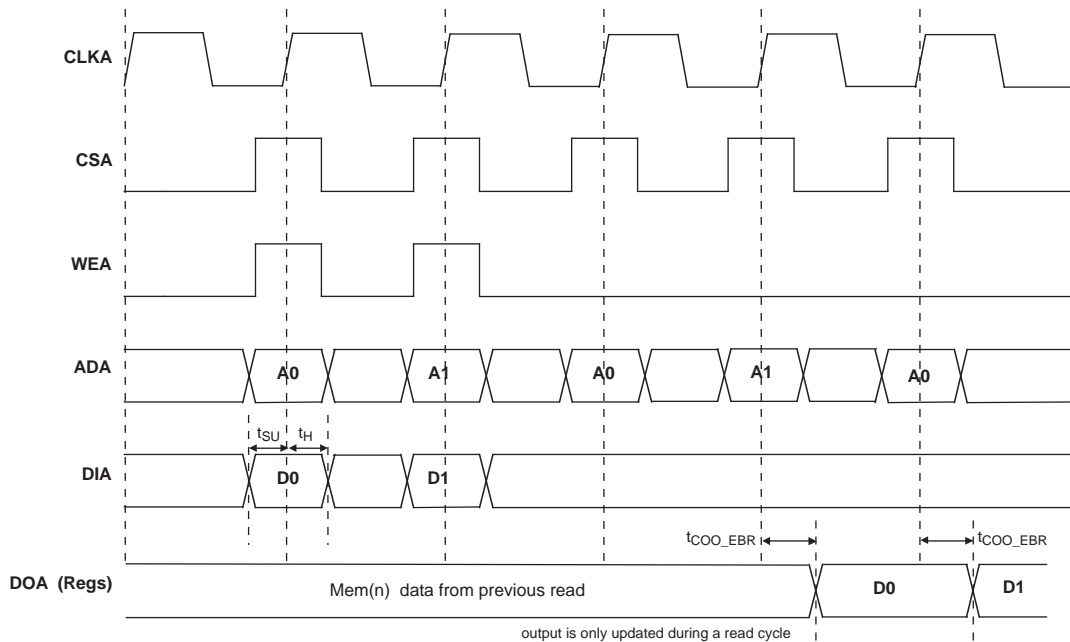 CLKA
CSA
WEA
ADA A0 A1 A0 A1 A0
tSU tH
DIA D0 D1
tCOO_EBR tCOO_EBR
DOA (Regs) Mem(n) data from previous read D0 D1
output is only updated during a read cycle